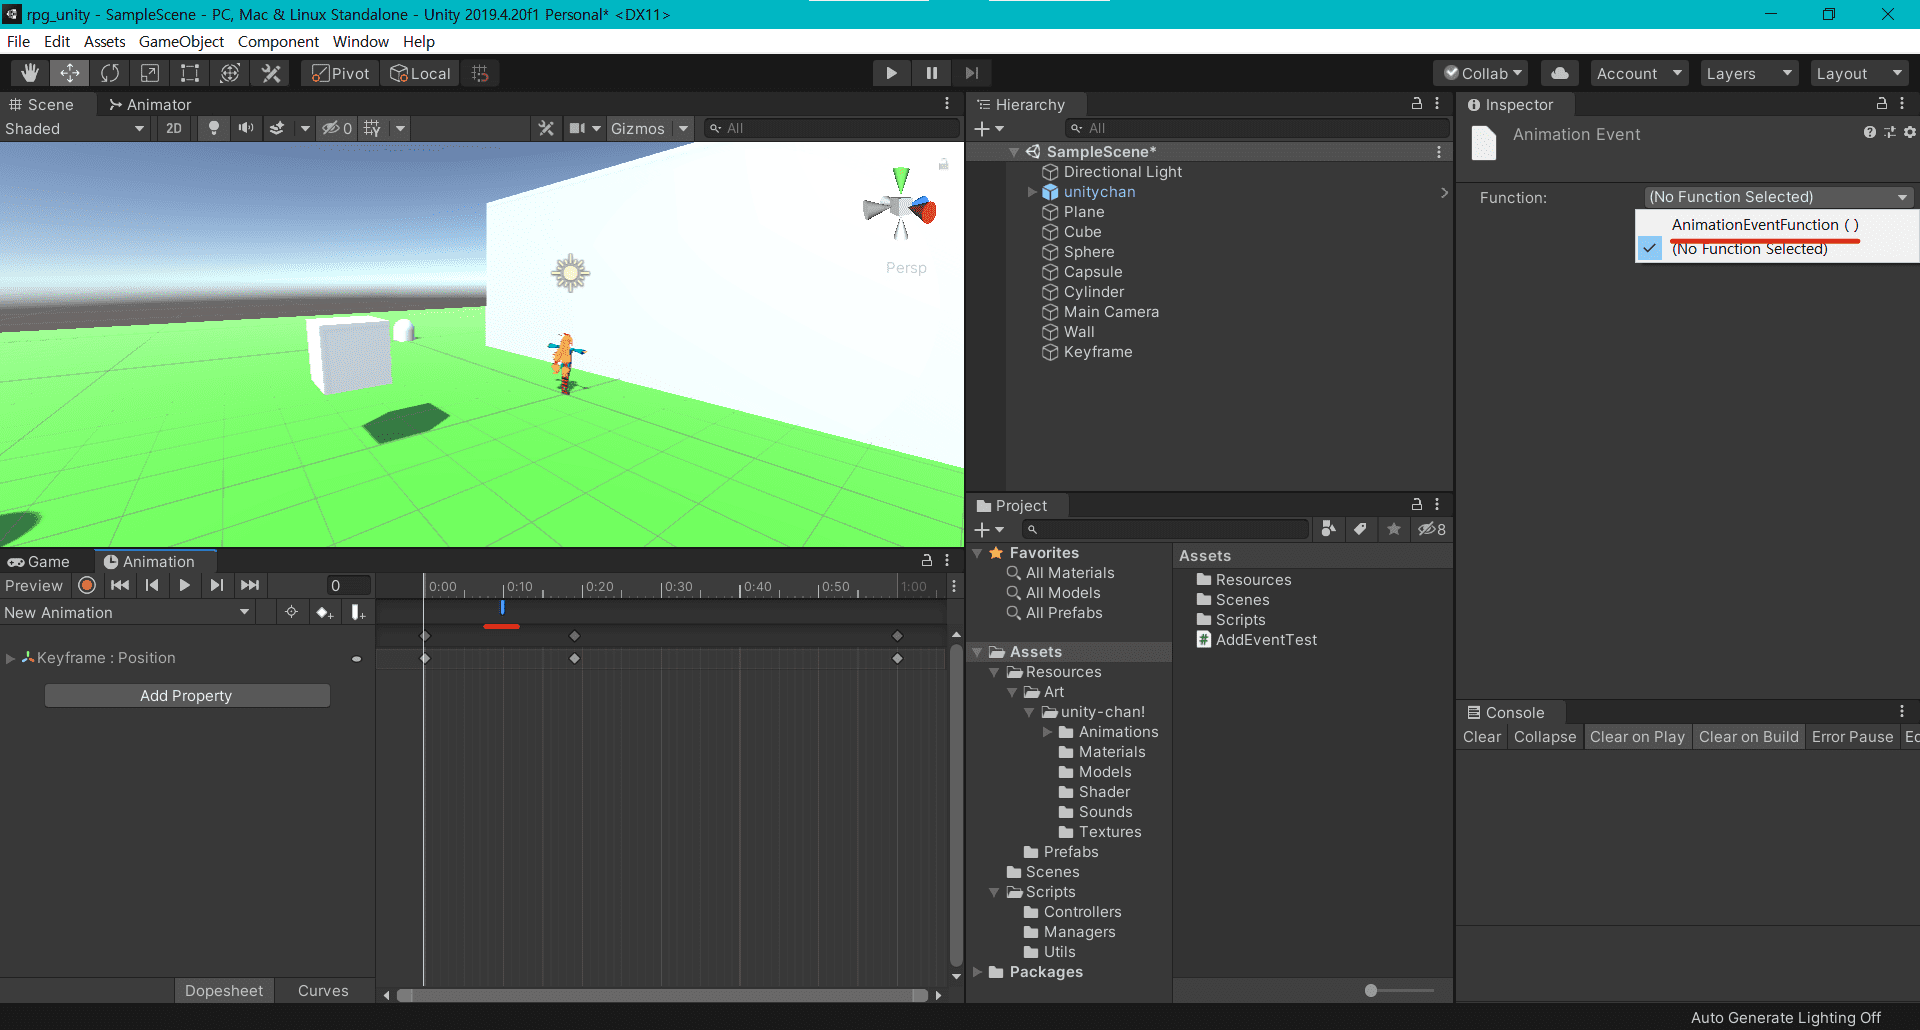 rpg_unity - SampleScene - PC, Mac & Linux Standalone - Unity 2019.4.20f1 Personal* <DX11>
File Edit Assets GameObject Component Window Help
Pivot Local Collab Account Layers Layout
Scene Animator
Shaded 2D 0 Gizmos All
Persp
Hierarchy
All
SampleScene*
Directional Light
unitychan
Plane
Cube
Sphere
Capsule
Cylinder
Main Camera
Wall
Keyframe
Inspector
Animation Event
Function: (No Function Selected)
AnimationEventFunction ( )
(No Function Selected)
Game Animation
Preview 0
0:00 0:10 0:20 0:30 0:40 0:50 1:00
New Animation
Keyframe : Position
Add Property
Dopesheet Curves
Project
8
Favorites
All Materials
All Models
All Prefabs
Assets
Resources
Art
unity-chan!
Animations
Materials
Models
Shader
Sounds
Textures
Prefabs
Scenes
Scripts
Controllers
Managers
Utils
Packages
Assets
Resources
Scenes
Scripts
AddEventTest
Console
Clear Collapse Clear on Play Clear on Build Error Pause Ed
Auto Generate Lighting Off